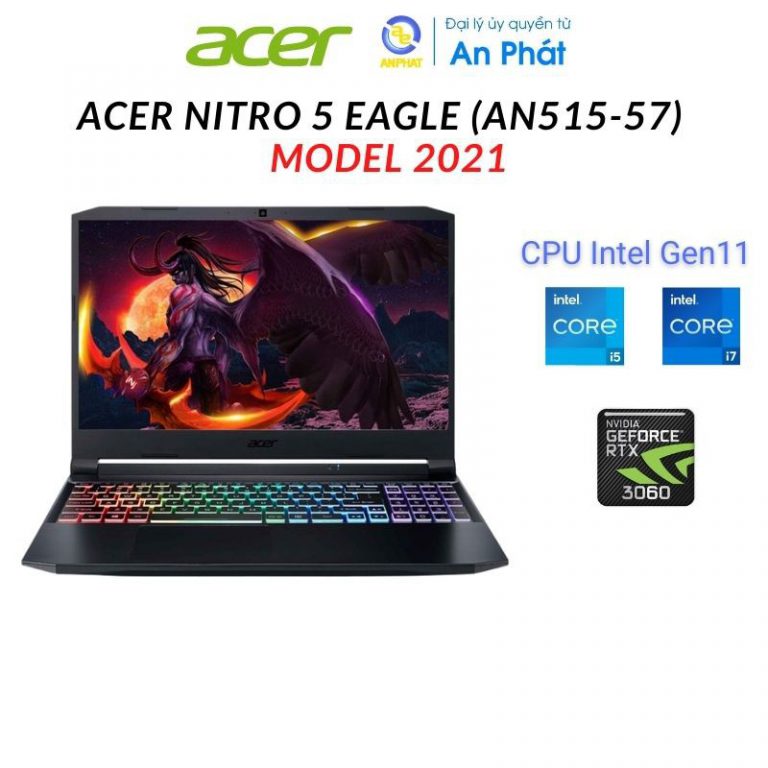 acer
ANPHAT
Đại lý ủy quyền từ
An Phát
ACER NITRO 5 EAGLE (AN515-57)
MODEL 2021
CPU Intel Gen11
intel
CORE
i5
intel
CORE
i7
NVIDIA
GEFORCE
RTX
3060
acer